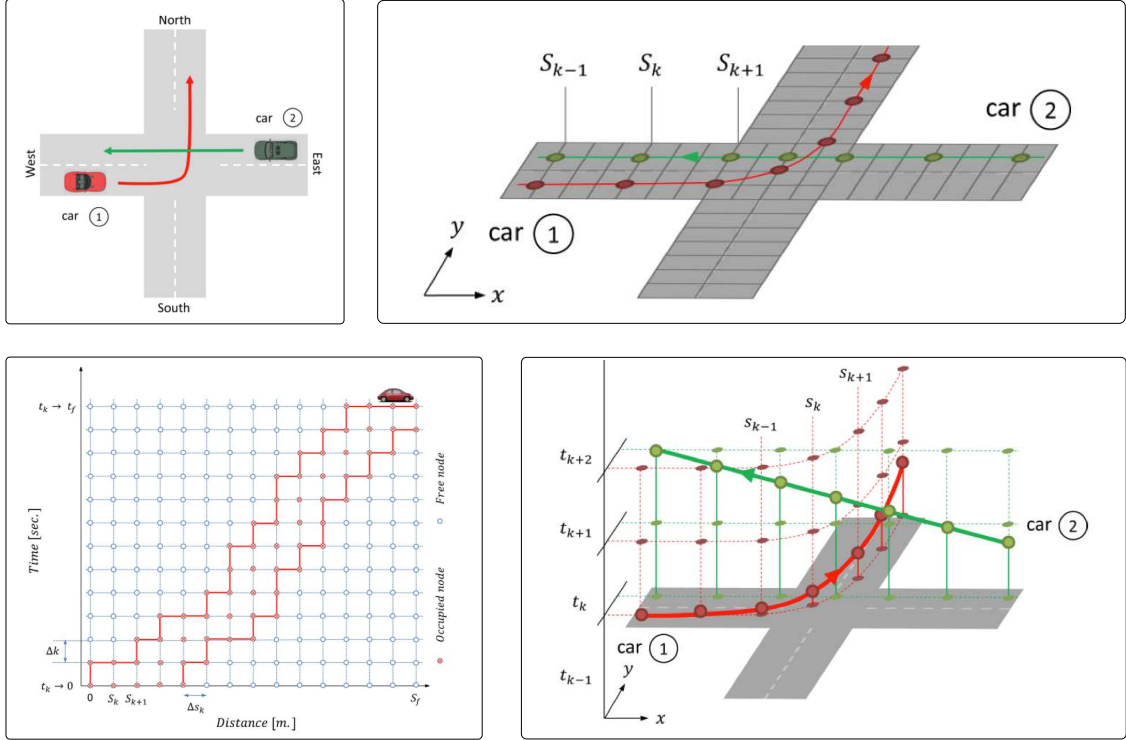 North
West
East
South
car 2
car 1
S_{k-1}
S_k
S_{k+1}
car 2
car 1
y
x
t_k → t_f
Time [sec.]
Δk
t_k → 0
0
S_k
S_{k+1}
Δs_k
S_f
Distance [m.]
Free node
Occupied node
s_{k+1}
s_k
s_{k-1}
t_{k+2}
t_{k+1}
t_k
t_{k-1}
car 2
car 1
y
x